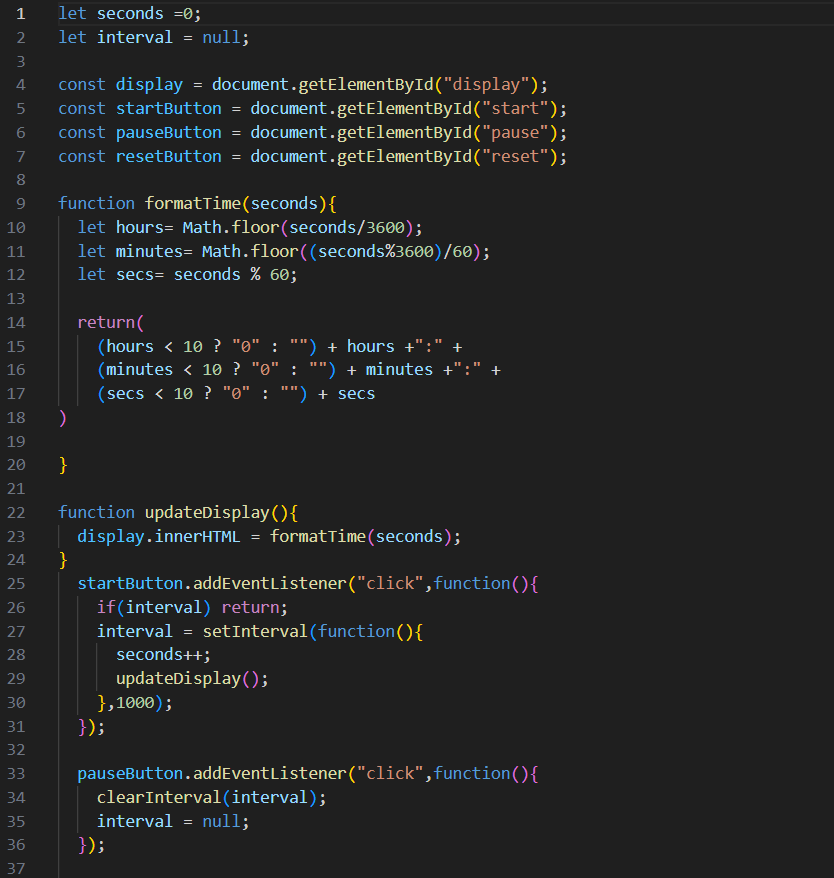 1 let seconds =0;
2 let interval = null;
3
4 const display = document.getElementById("display");
5 const startButton = document.getElementById("start");
6 const pauseButton = document.getElementById("pause");
7 const resetButton = document.getElementById("reset");
8
9 function formatTime(seconds){
10   let hours= Math.floor(seconds/3600);
11   let minutes= Math.floor((seconds%3600)/60);
12   let secs= seconds % 60;
13
14   return(
15     (hours < 10 ? "0" : "") + hours +":" +
16     (minutes < 10 ? "0" : "") + minutes +":" +
17     (secs < 10 ? "0" : "") + secs
18 )
19
20 }
21
22 function updateDisplay(){
23   display.innerHTML = formatTime(seconds);
24 }
25   startButton.addEventListener("click",function(){
26     if(interval) return;
27     interval = setInterval(function(){
28       seconds++;
29       updateDisplay();
30     },1000);
31   });
32
33   pauseButton.addEventListener("click",function(){
34     clearInterval(interval);
35     interval = null;
36   });
37